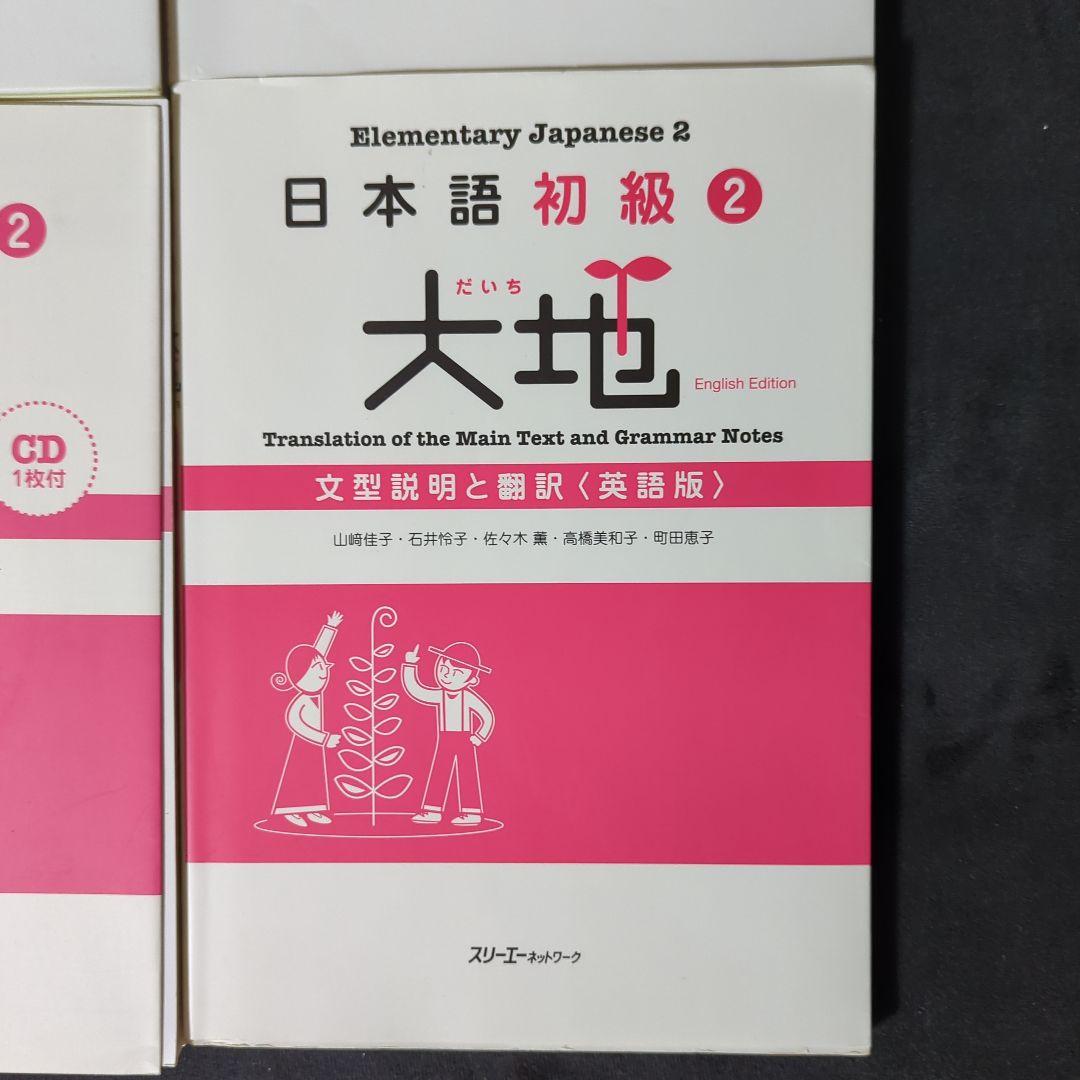 Elementary Japanese 2
日本語初級 2
だいち
大地
English Edition
Translation of the Main Text and Grammar Notes
文型説明と翻訳〈英語版〉
山﨑佳子・石井怜子・佐々木 薫・高橋美和子・町田恵子
スリーエーネットワーク
2
CD
1枚付